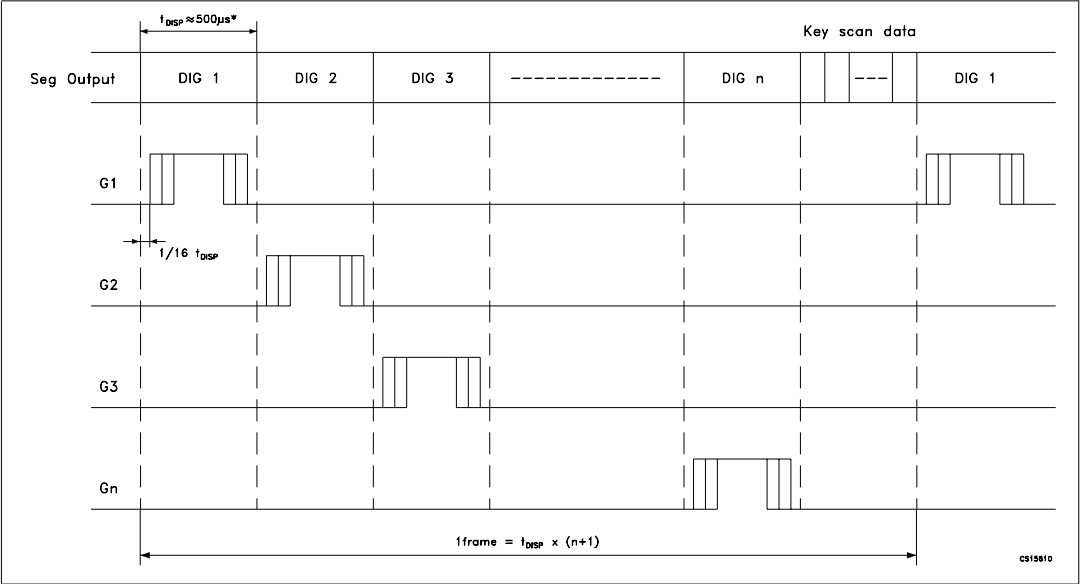 tDISP≈500μs*
Key scan data
Seg Output DIG 1 DIG 2 DIG 3 DIG n DIG 1
G1
1/16 tDISP
G2
G3
Gn
1frame = tDISP x (n+1)
CS15610